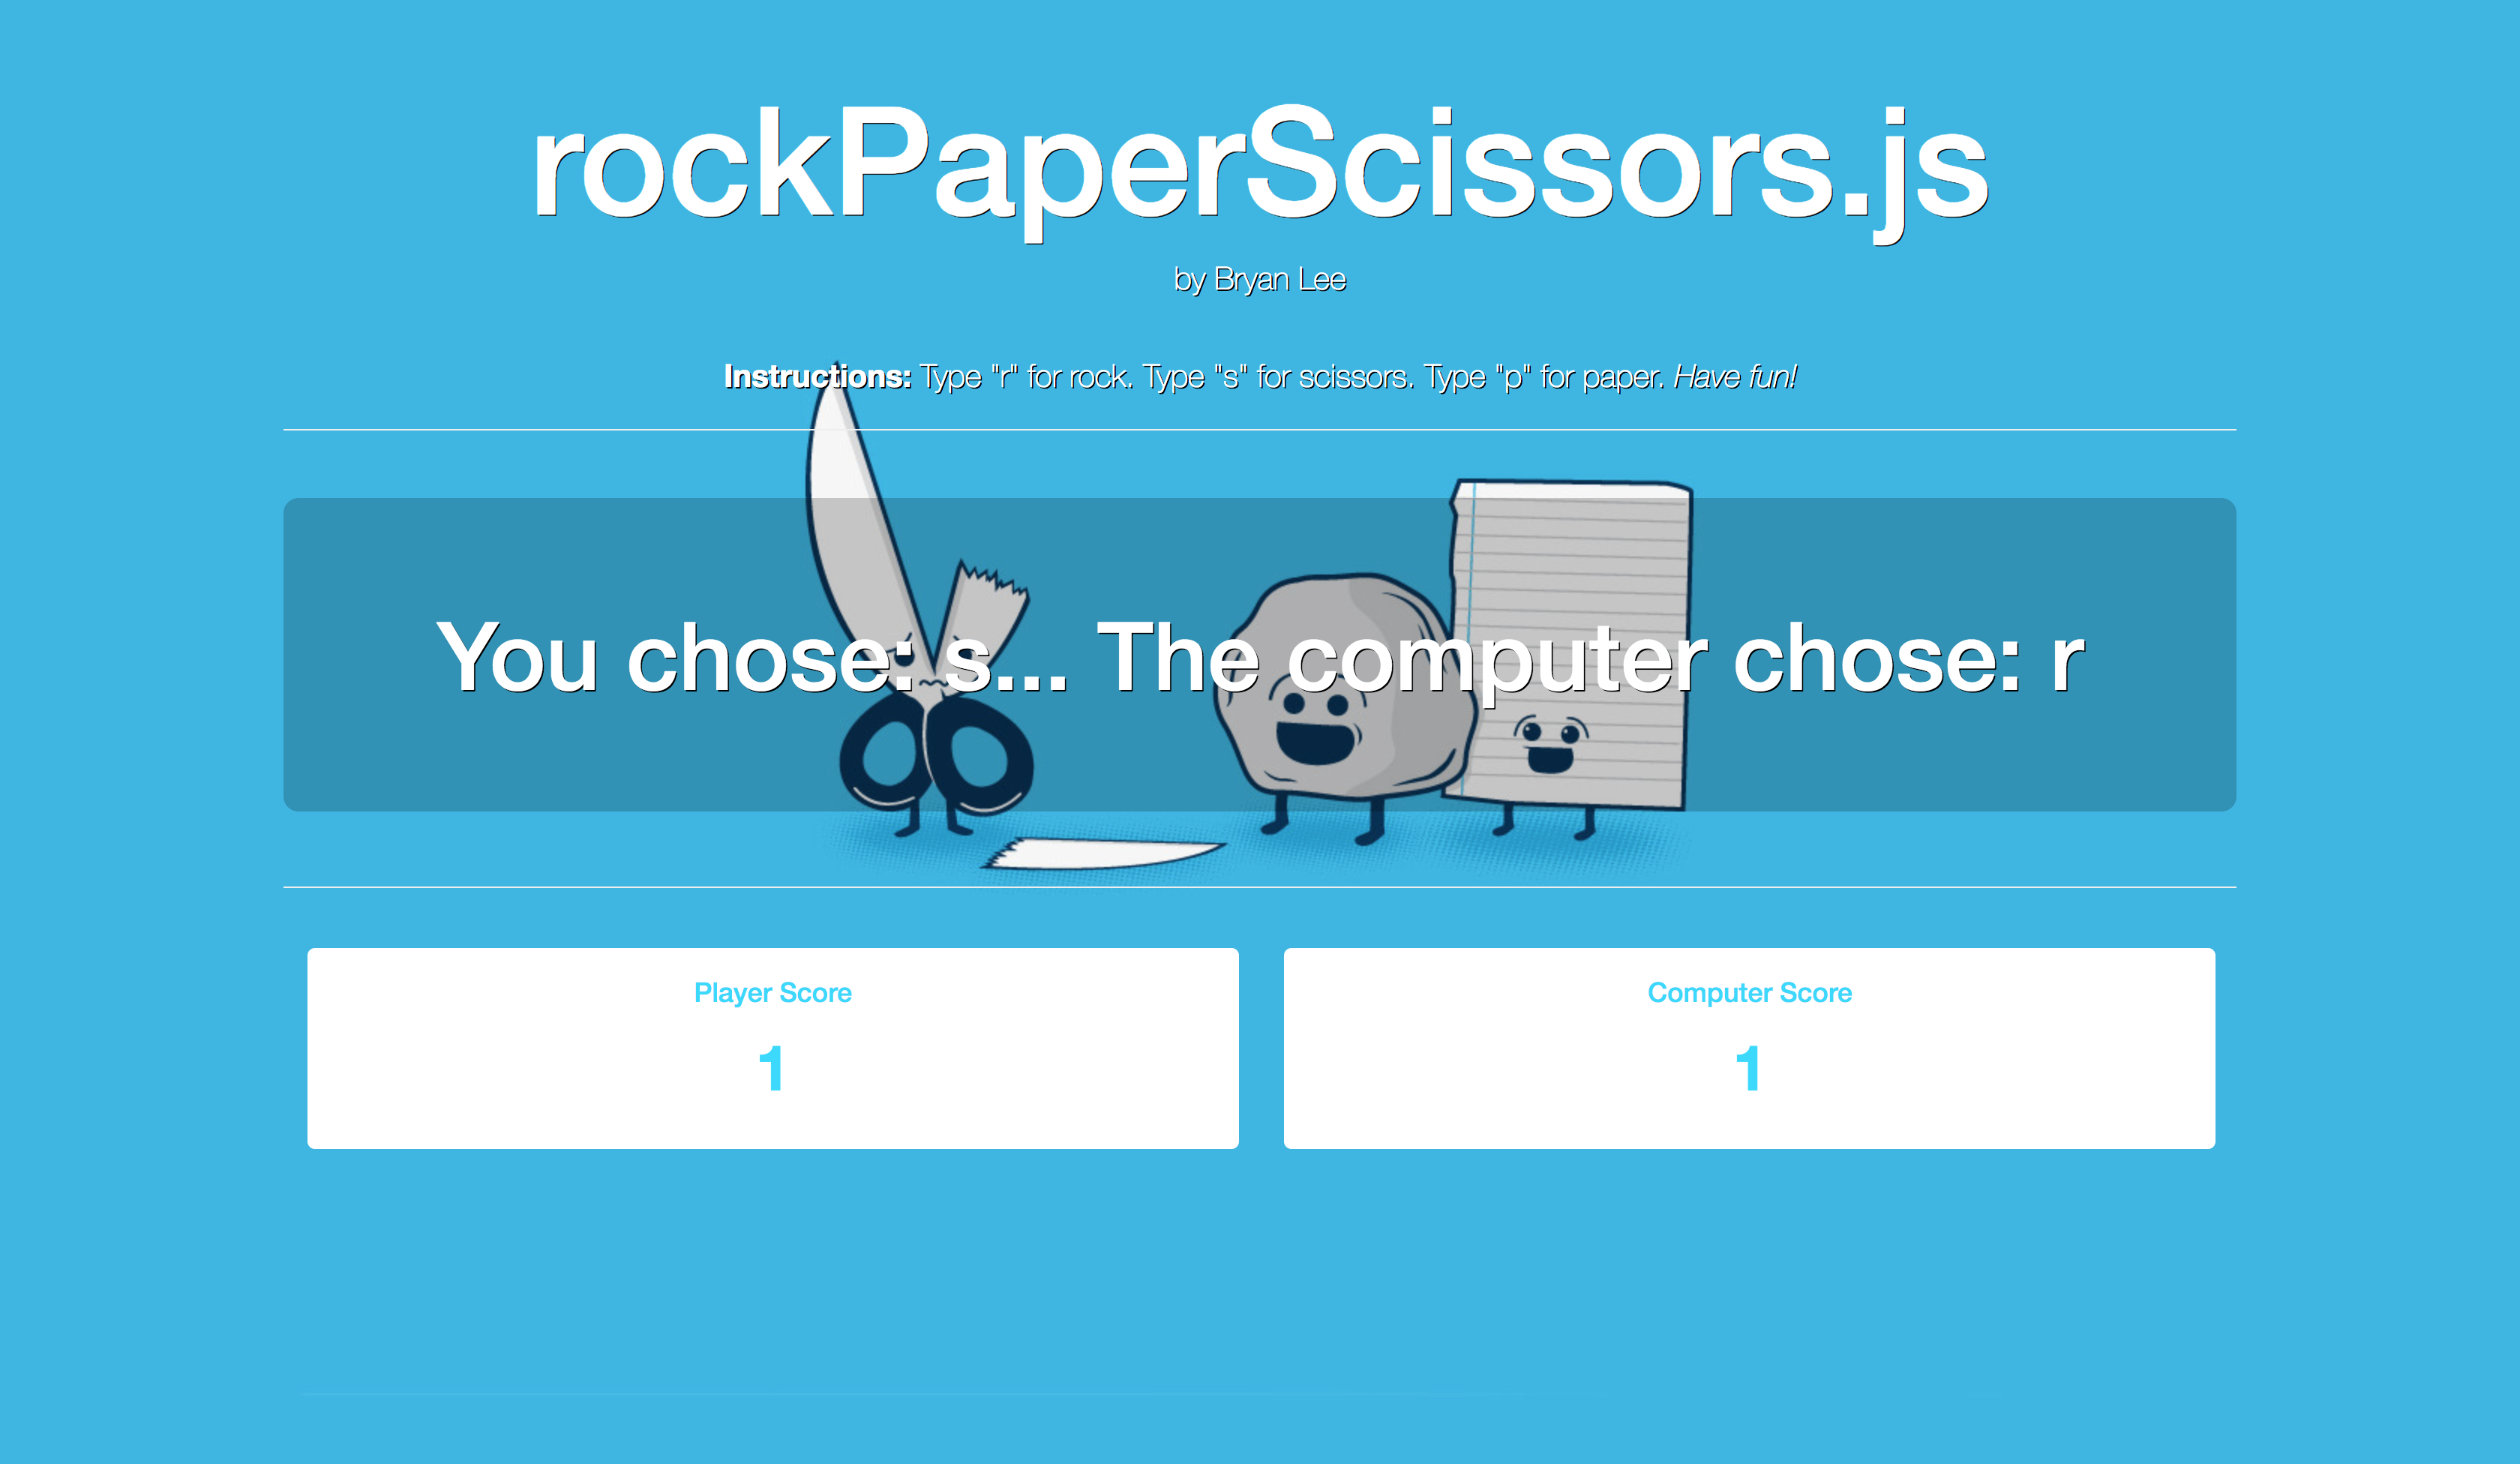 rockPaperScissors.js
by Bryan Lee
Instructions: Type "r" for rock. Type "s" for scissors. Type "p" for paper. Have fun!
You chose: s... The computer chose: r
Player Score
1
Computer Score
1